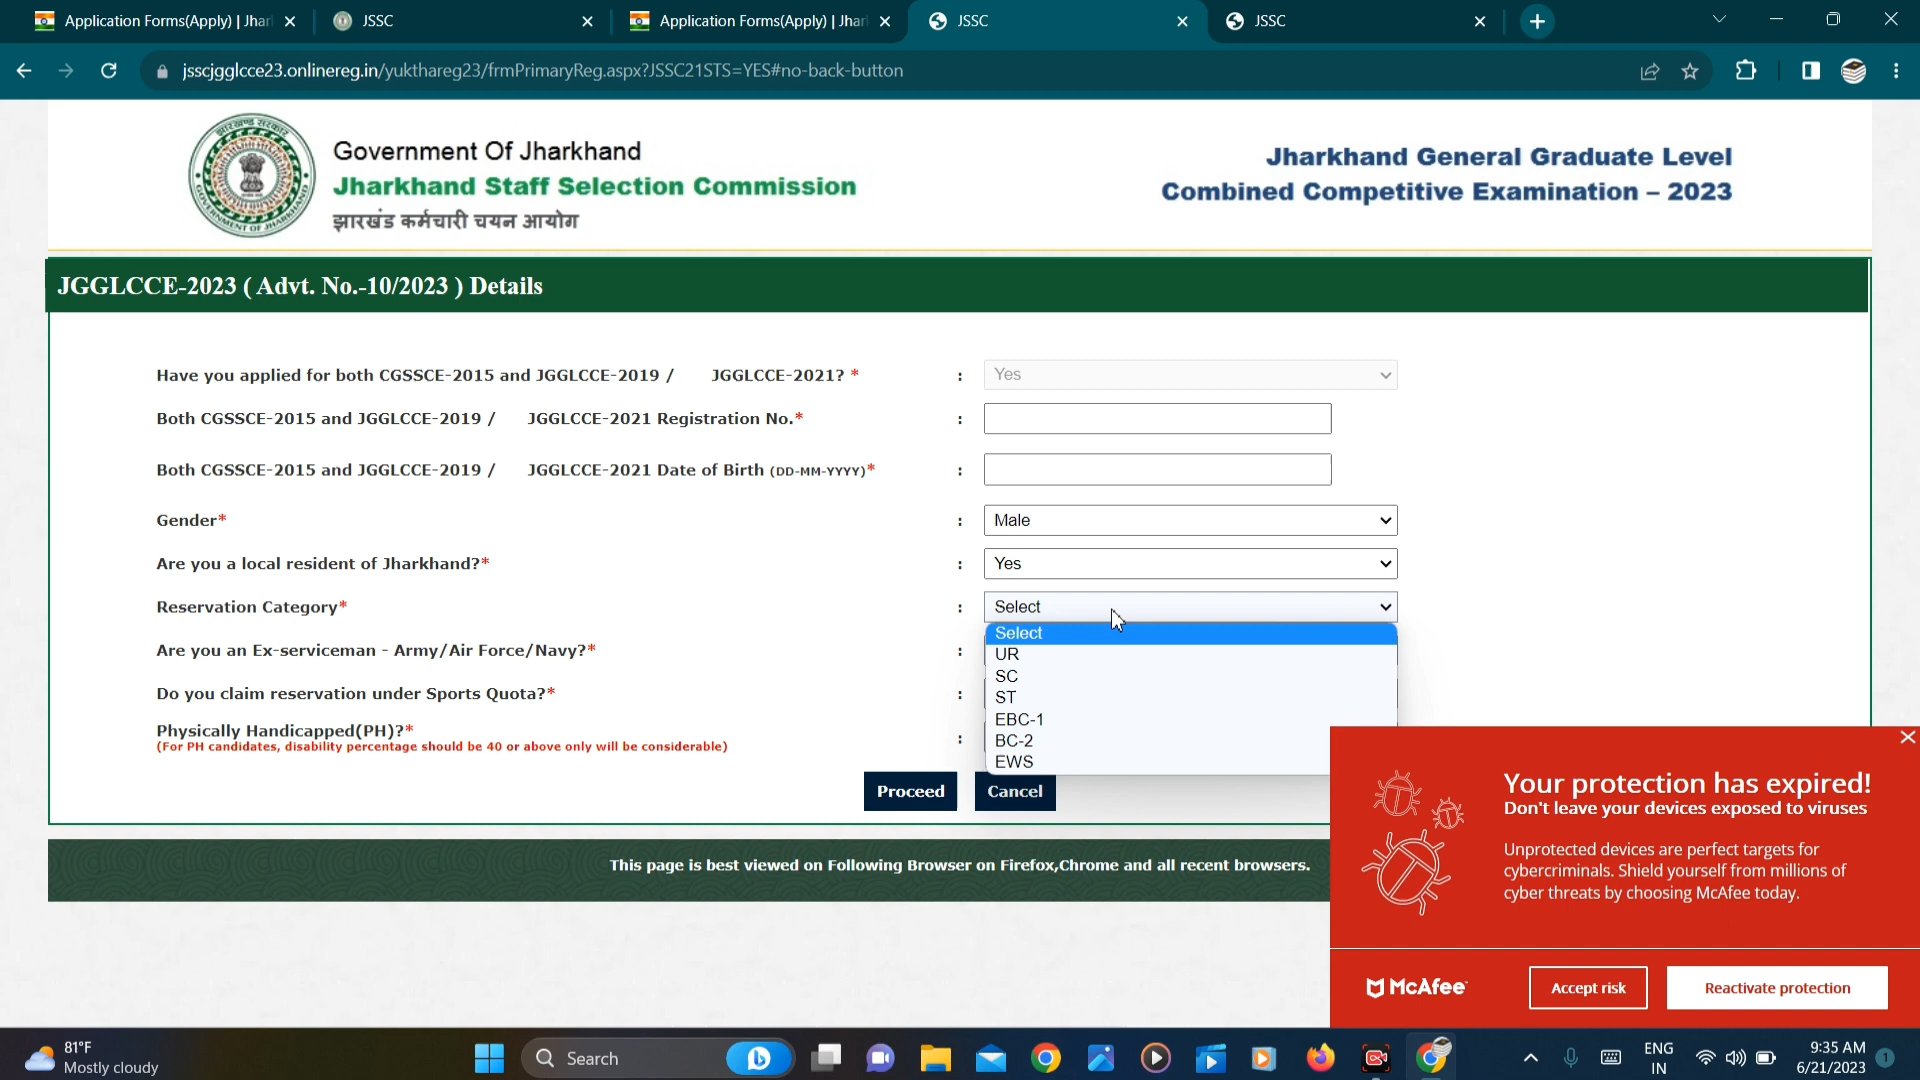 Application Forms(Apply) | Jhar
JSSC
Application Forms(Apply) | Jhar
JSSC
JSSC
jsscjgglcce23.onlinereg.in/yukthareg23/frmPrimaryReg.aspx?JSSC21STS=YES#no-back-button
Government Of Jharkhand
Jharkhand Staff Selection Commission
झारखंड कर्मचारी चयन आयोग
Jharkhand General Graduate Level
Combined Competitive Examination – 2023
JGGLCCE-2023 ( Advt. No.-10/2023 ) Details
Have you applied for both CGSSCE-2015 and JGGLCCE-2019 / JGGLCCE-2021? * : Yes
Both CGSSCE-2015 and JGGLCCE-2019 / JGGLCCE-2021 Registration No.* :
Both CGSSCE-2015 and JGGLCCE-2019 / JGGLCCE-2021 Date of Birth (DD-MM-YYYY)* :
Gender* : Male
Are you a local resident of Jharkhand?* : Yes
Reservation Category* : Select
Select
UR
SC
ST
EBC-1
BC-2
EWS
Are you an Ex-serviceman - Army/Air Force/Navy?* :
Do you claim reservation under Sports Quota?* :
Physically Handicapped(PH)?* :
(For PH candidates, disability percentage should be 40 or above only will be considerable)
Proceed
Cancel
This page is best viewed on Following Browser on Firefox,Chrome and all recent browsers.
Your protection has expired!
Don't leave your devices exposed to viruses
Unprotected devices are perfect targets for
cybercriminals. Shield yourself from millions of
cyber threats by choosing McAfee today.
McAfee
Accept risk
Reactivate protection
81°F
Mostly cloudy
Search
ENG
IN
9:35 AM
6/21/2023
1